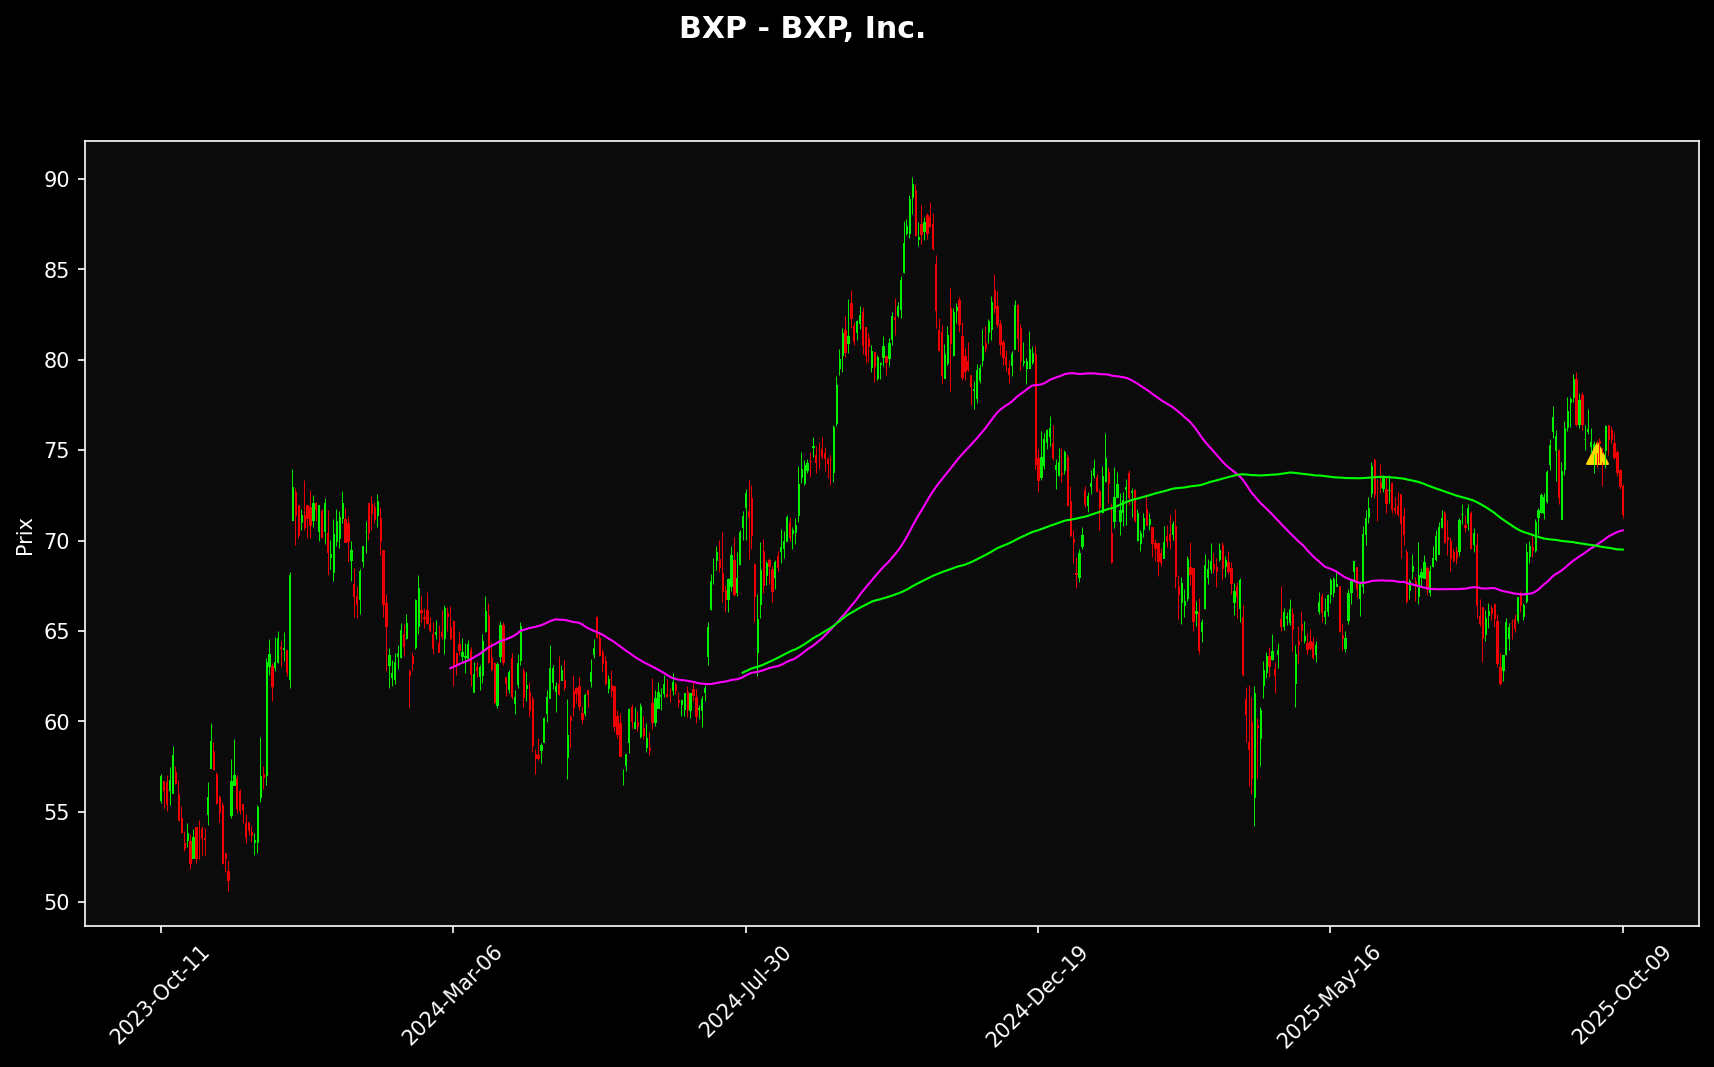 BXP - BXP, Inc.
Prix
90
85
80
75
70
65
60
55
50
2023-Oct-11
2024-Mar-06
2024-Jul-30
2024-Dec-19
2025-May-16
2025-Oct-09